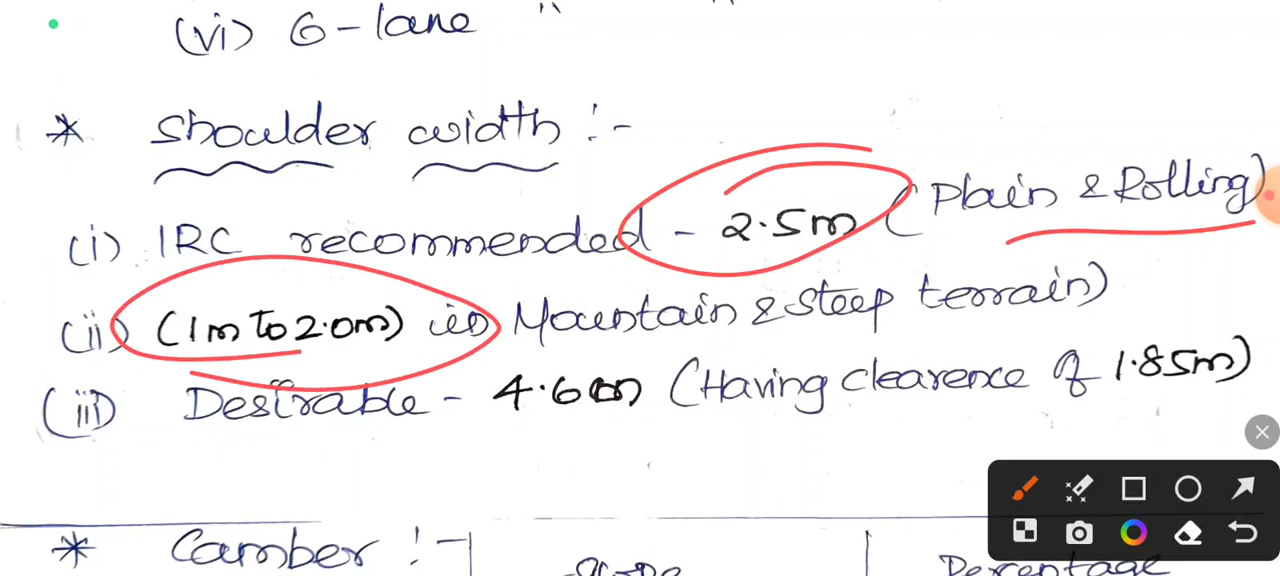 (vi) 6-lane "
* Shoulder width :-
(i) IRC recommended - 2.5m (Plain & Rolling)
(ii) (1m To 2.0m) in Mountain & steep terrain)
(iii) Desirable - 4.6m (Having clearence of 1.85m)
* Camber :-
Percentage